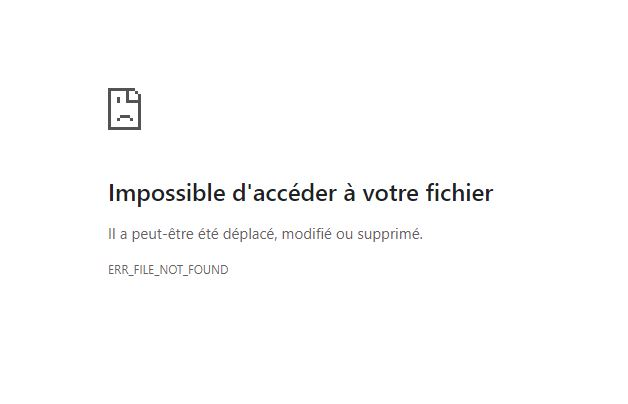 Impossible d'accéder à votre fichier
Il a peut-être été déplacé, modifié ou supprimé.
ERR_FILE_NOT_FOUND